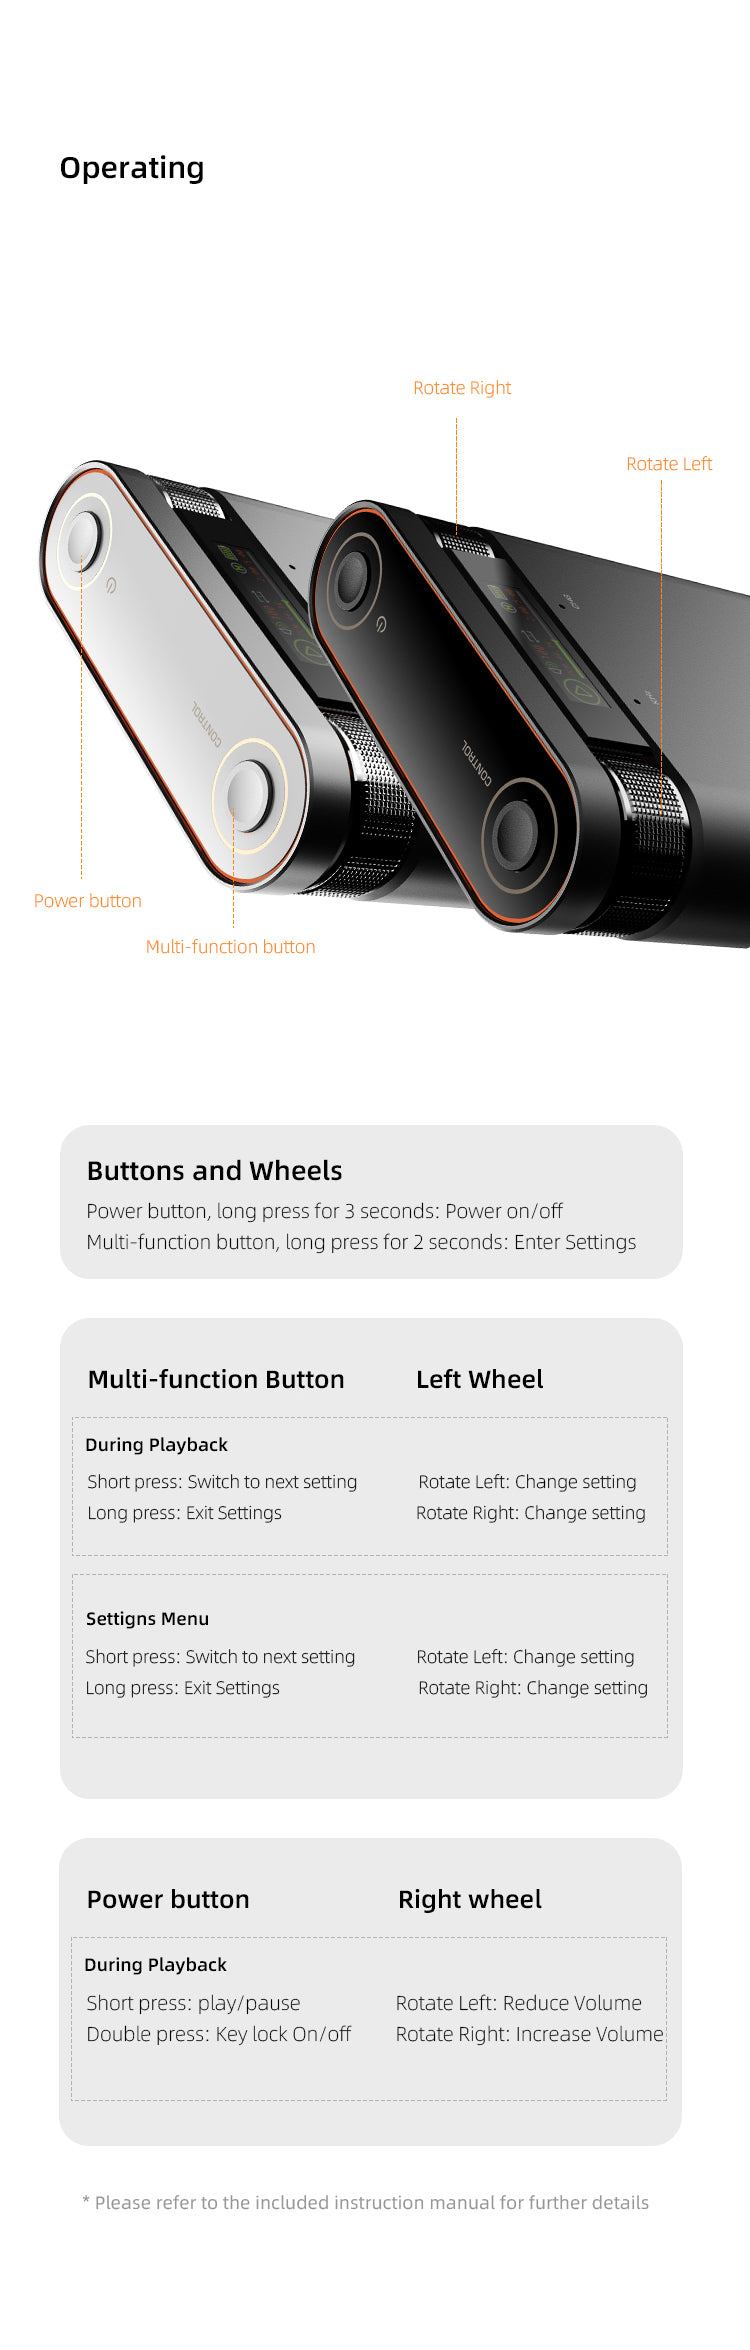 Operating
Rotate Right
Rotate Left
CONTROL
CONTROL
Power button
Multi-function button
Buttons and Wheels
Power button, long press for 3 seconds: Power on/off
Multi-function button, long press for 2 seconds: Enter Settings
Multi-function Button
Left Wheel
During Playback
Short press: Switch to next setting
Rotate Left: Change setting
Long press: Exit Settings
Rotate Right: Change setting
Settigns Menu
Short press: Switch to next setting
Rotate Left: Change setting
Long press: Exit Settings
Rotate Right: Change setting
Power button
Right wheel
During Playback
Short press: play/pause
Rotate Left: Reduce Volume
Double press: Key lock On/off
Rotate Right: Increase Volume
* Please refer to the included instruction manual for further details